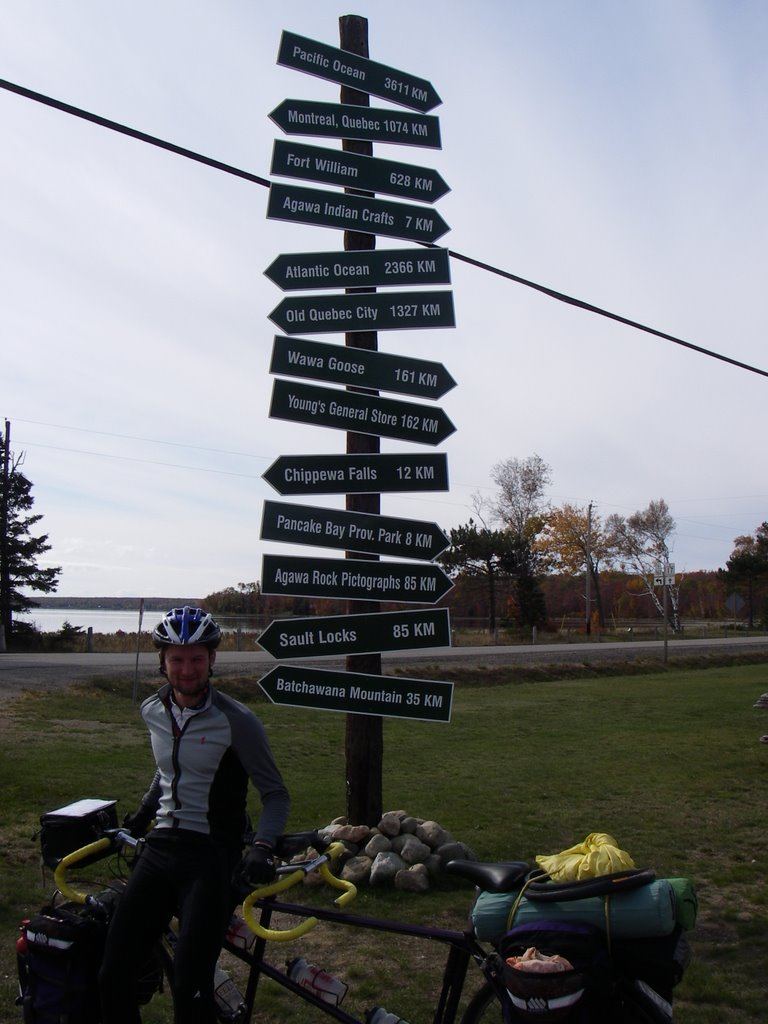 Pacific Ocean 3611 KM
Montreal, Quebec 1074 KM
Fort William 628 KM
Agawa Indian Crafts 7 KM
Atlantic Ocean 2366 KM
Old Quebec City 1327 KM
Wawa Goose 161 KM
Young's General Store 162 KM
Chippewa Falls 12 KM
Pancake Bay Prov. Park 8 KM
Agawa Rock Pictographs 85 KM
Sault Locks 85 KM
Batchawana Mountain 35 KM